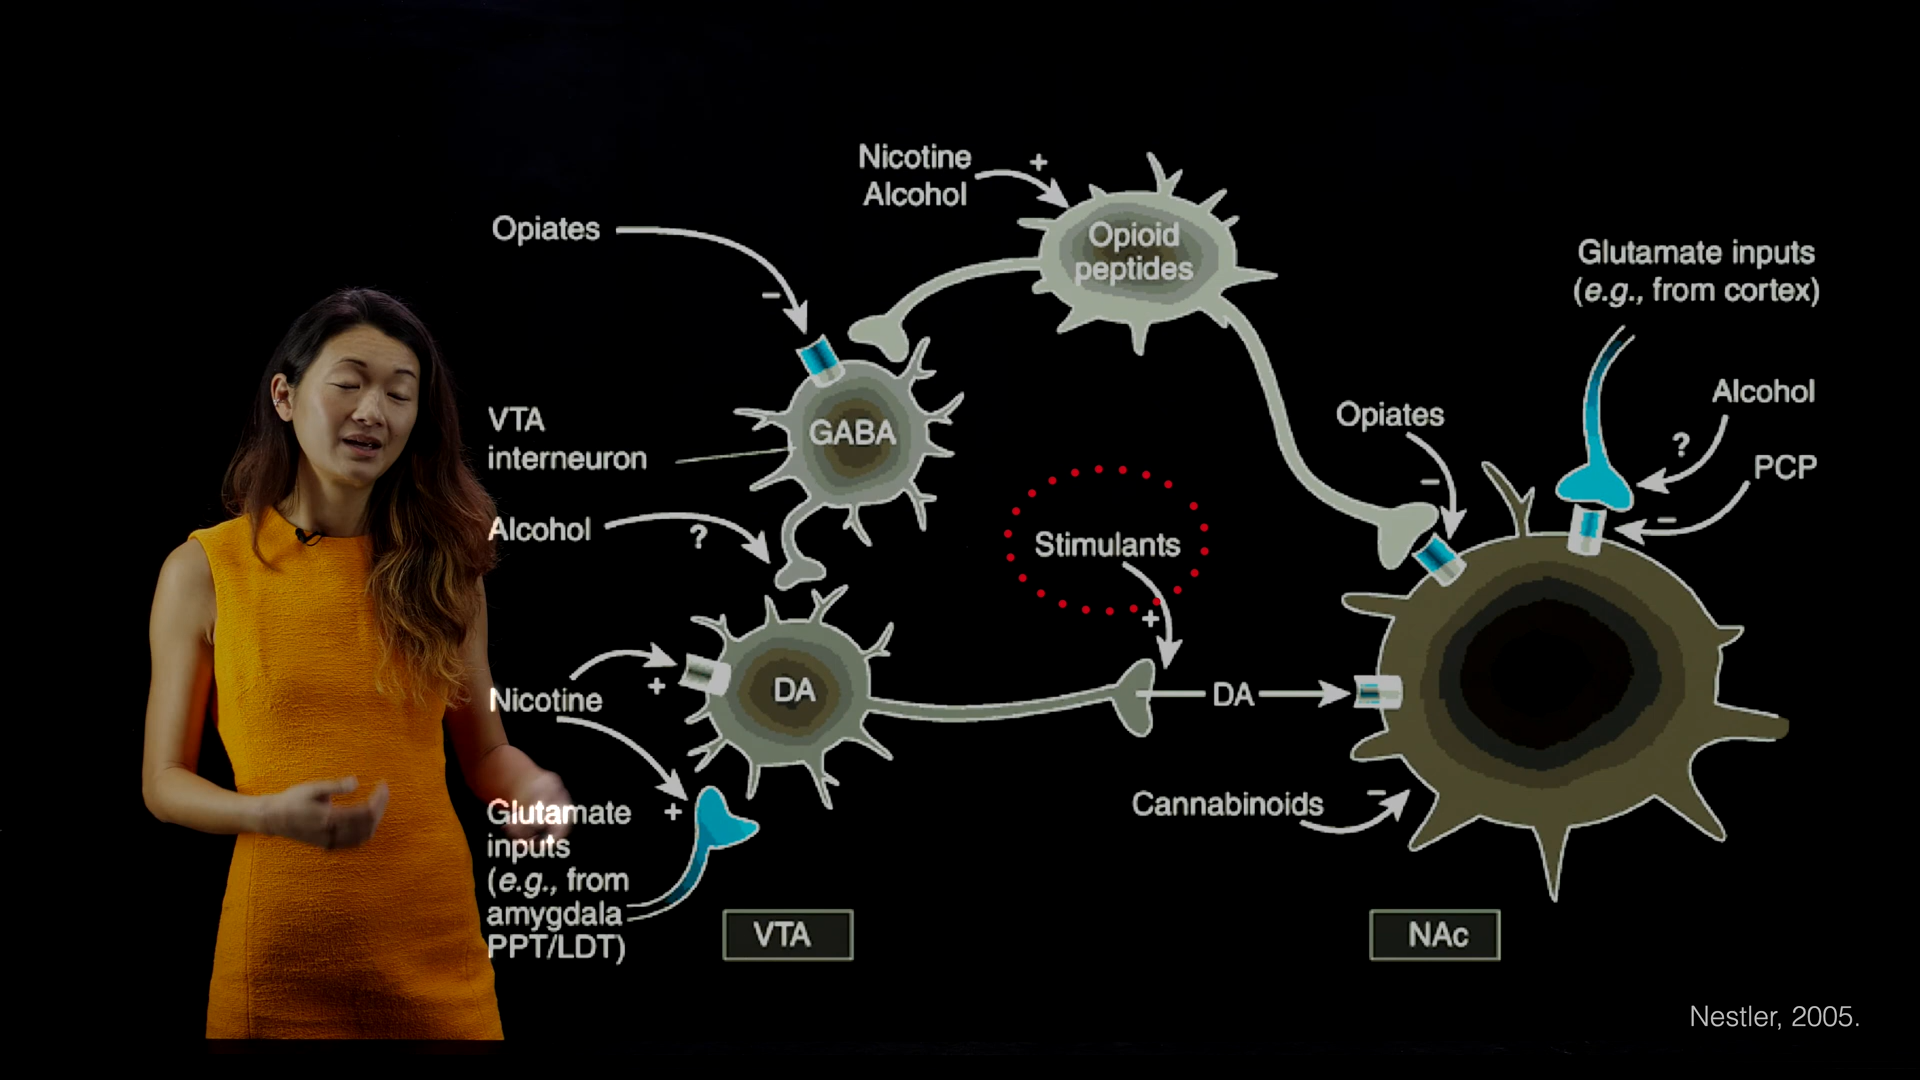 Nicotine
Alcohol
+
Opiates
−
Opioid
peptides
Glutamate inputs
(e.g., from cortex)
VTA
interneuron
GABA
Opiates
−
Alcohol
?
PCP
−
Alcohol
?
Stimulants
+
Nicotine
+
+
DA
DA
Glutamate
inputs
(e.g., from
amygdala
PPT/LDT)
Cannabinoids
−
VTA
NAc
Nestler, 2005.